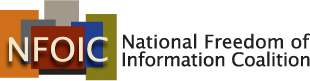 NFOIC
National Freedom of
Information Coalition